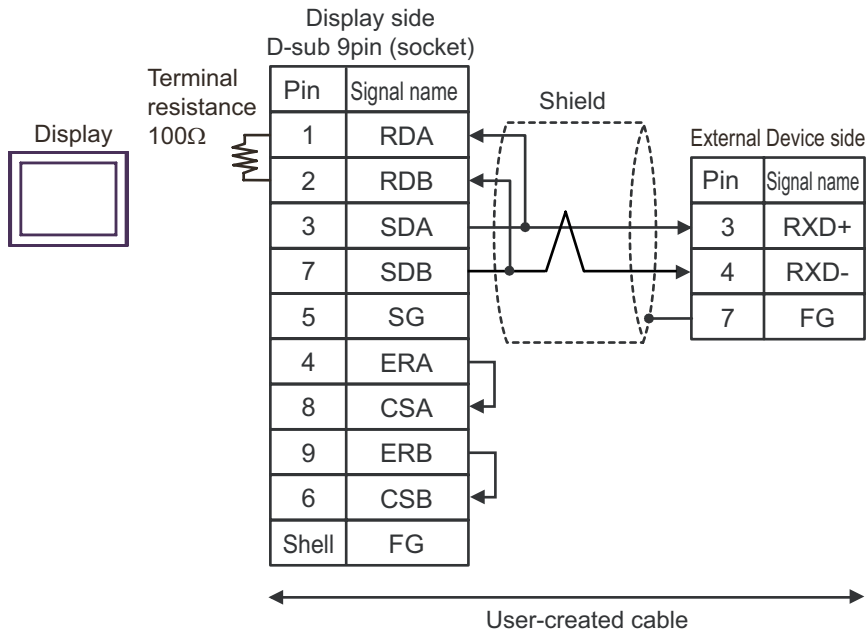 Display side
D-sub 9pin (socket)
Terminal
resistance
100Ω
Display
Shield
External Device side
Pin Signal name
1 RDA
2 RDB
3 SDA
7 SDB
5 SG
4 ERA
8 CSA
9 ERB
6 CSB
Shell FG
Pin Signal name
3 RXD+
4 RXD-
7 FG
User-created cable